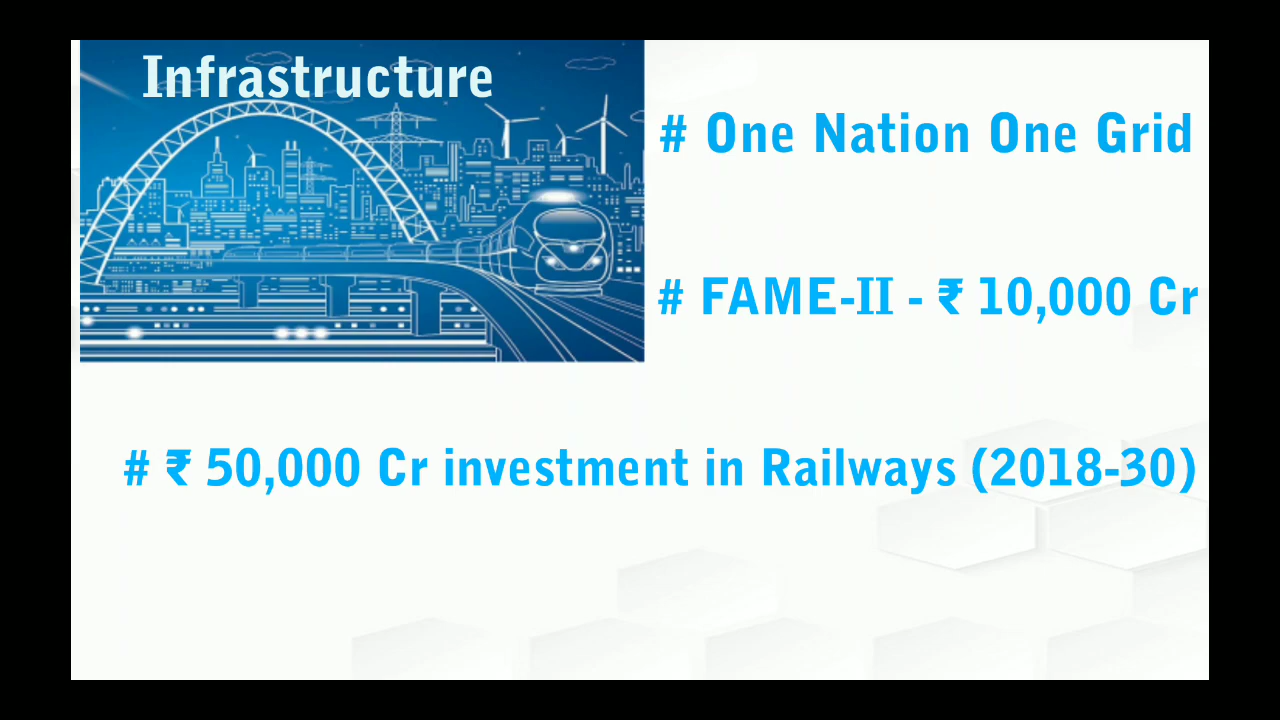 Infrastructure
# One Nation One Grid
# FAME-II - ₹ 10,000 Cr
# ₹ 50,000 Cr investment in Railways (2018-30)